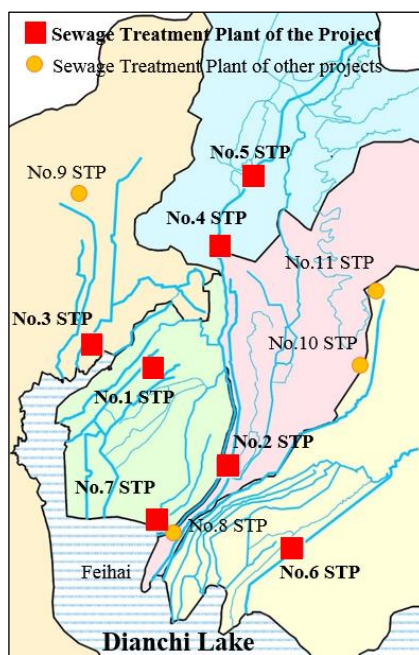 Sewage Treatment Plant of the Project
Sewage Treatment Plant of other projects
No.5 STP
No.9 STP
No.4 STP
No.11 STP
No.3 STP
No.10 STP
No.1 STP
No.2 STP
No.7 STP
No.8 STP
Feihai
No.6 STP
Dianchi Lake